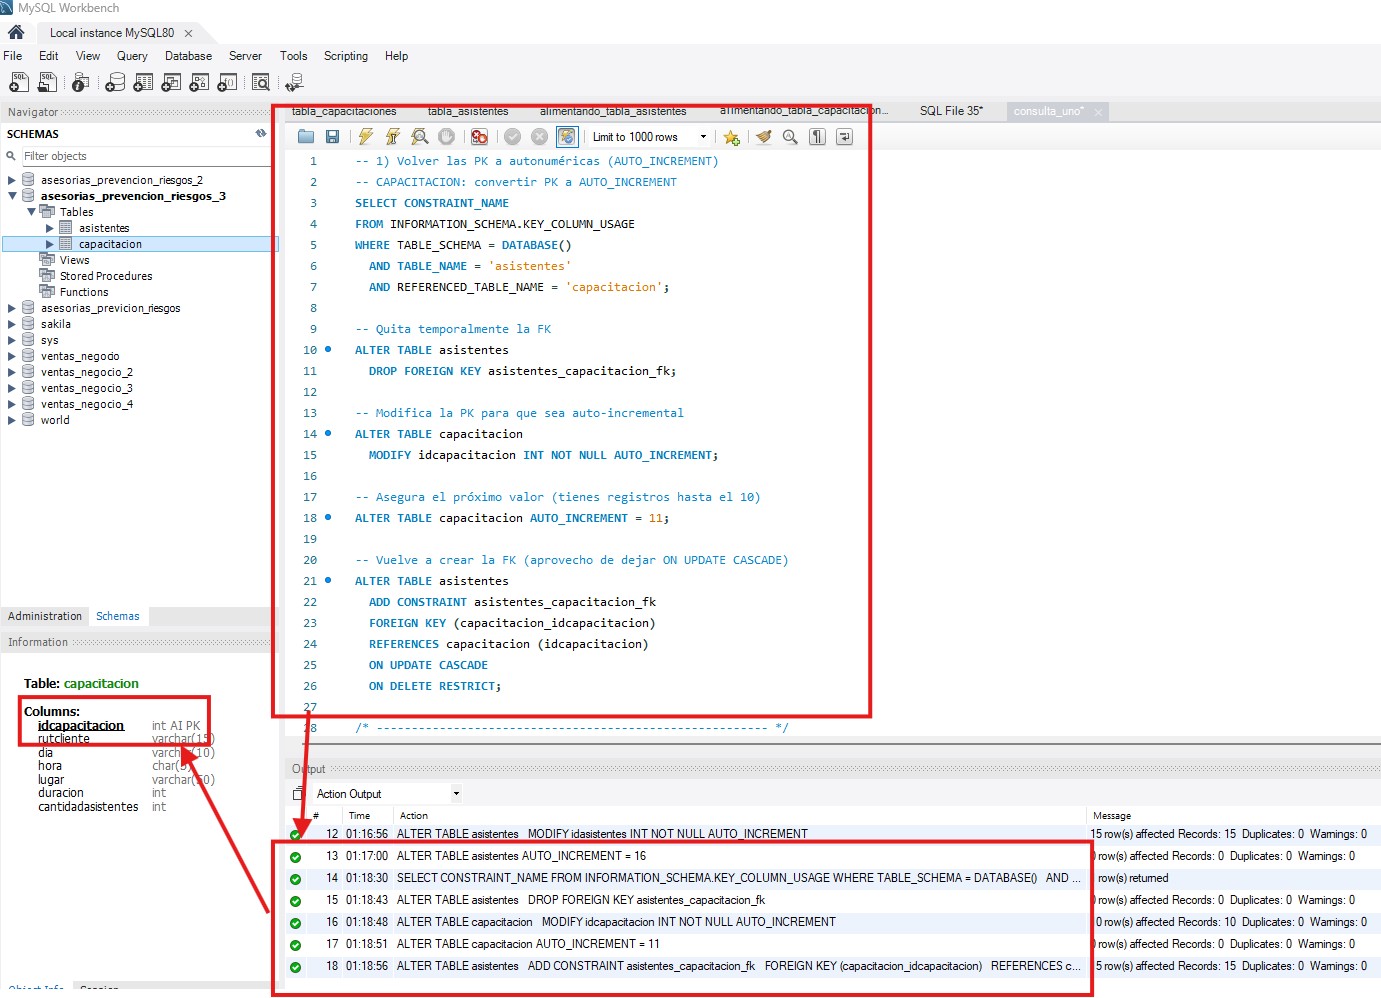 MySQL Workbench
Local instance MySQL80
File Edit View Query Database Server Tools Scripting Help
Navigator
SCHEMAS
Filter objects
asesorias_prevencion_riesgos_2
asesorias_prevencion_riesgos_3
Tables
asistentes
capacitacion
Views
Stored Procedures
Functions
asesorias_previcion_riesgos
sakila
sys
ventas_negocio
ventas_negocio_2
ventas_negocio_3
ventas_negocio_4
world
Administration Schemas
Information
Table: capacitacion
Columns:
idcapacitacion int AI PK
rutcliente varchar(15)
dia varchar(10)
hora char(5)
lugar varchar(50)
duracion int
cantidadasistentes int
Object Info Session
tabla_capacitaciones tabla_asistentes alimentando_tabla_asistentes alimentando_tabla_capacitacion... SQL File 35* consulta_uno*
Limit to 1000 rows
1 -- 1) Volver las PK a autonuméricas (AUTO_INCREMENT)
2 -- CAPACITACION: convertir PK a AUTO_INCREMENT
3 SELECT CONSTRAINT_NAME
4 FROM INFORMATION_SCHEMA.KEY_COLUMN_USAGE
5 WHERE TABLE_SCHEMA = DATABASE()
6 AND TABLE_NAME = 'asistentes'
7 AND REFERENCED_TABLE_NAME = 'capacitacion';
8
9 -- Quita temporalmente la FK
10 ALTER TABLE asistentes
11 DROP FOREIGN KEY asistentes_capacitacion_fk;
12
13 -- Modifica la PK para que sea auto-incremental
14 ALTER TABLE capacitacion
15 MODIFY idcapacitacion INT NOT NULL AUTO_INCREMENT;
16
17 -- Asegura el próximo valor (tienes registros hasta el 10)
18 ALTER TABLE capacitacion AUTO_INCREMENT = 11;
19
20 -- Vuelve a crear la FK (aprovecho de dejar ON UPDATE CASCADE)
21 ALTER TABLE asistentes
22 ADD CONSTRAINT asistentes_capacitacion_fk
23 FOREIGN KEY (capacitacion_idcapacitacion)
24 REFERENCES capacitacion (idcapacitacion)
25 ON UPDATE CASCADE
26 ON DELETE RESTRICT;
27
28 /* -------------------------------------------------------- */
Output
Action Output
# Time Action Message
12 01:16:56 ALTER TABLE asistentes MODIFY idasistentes INT NOT NULL AUTO_INCREMENT 15 row(s) affected Records: 15 Duplicates: 0 Warnings: 0
13 01:17:00 ALTER TABLE asistentes AUTO_INCREMENT = 16 0 row(s) affected Records: 0 Duplicates: 0 Warnings: 0
14 01:18:30 SELECT CONSTRAINT_NAME FROM INFORMATION_SCHEMA.KEY_COLUMN_USAGE WHERE TABLE_SCHEMA = DATABASE() AND ... row(s) returned
15 01:18:43 ALTER TABLE asistentes DROP FOREIGN KEY asistentes_capacitacion_fk 0 row(s) affected Records: 0 Duplicates: 0 Warnings: 0
16 01:18:48 ALTER TABLE capacitacion MODIFY idcapacitacion INT NOT NULL AUTO_INCREMENT 10 row(s) affected Records: 10 Duplicates: 0 Warnings: 0
17 01:18:51 ALTER TABLE capacitacion AUTO_INCREMENT = 11 0 row(s) affected Records: 0 Duplicates: 0 Warnings: 0
18 01:18:56 ALTER TABLE asistentes ADD CONSTRAINT asistentes_capacitacion_fk FOREIGN KEY (capacitacion_idcapacitacion) REFERENCES c... 15 row(s) affected Records: 15 Duplicates: 0 Warnings: 0